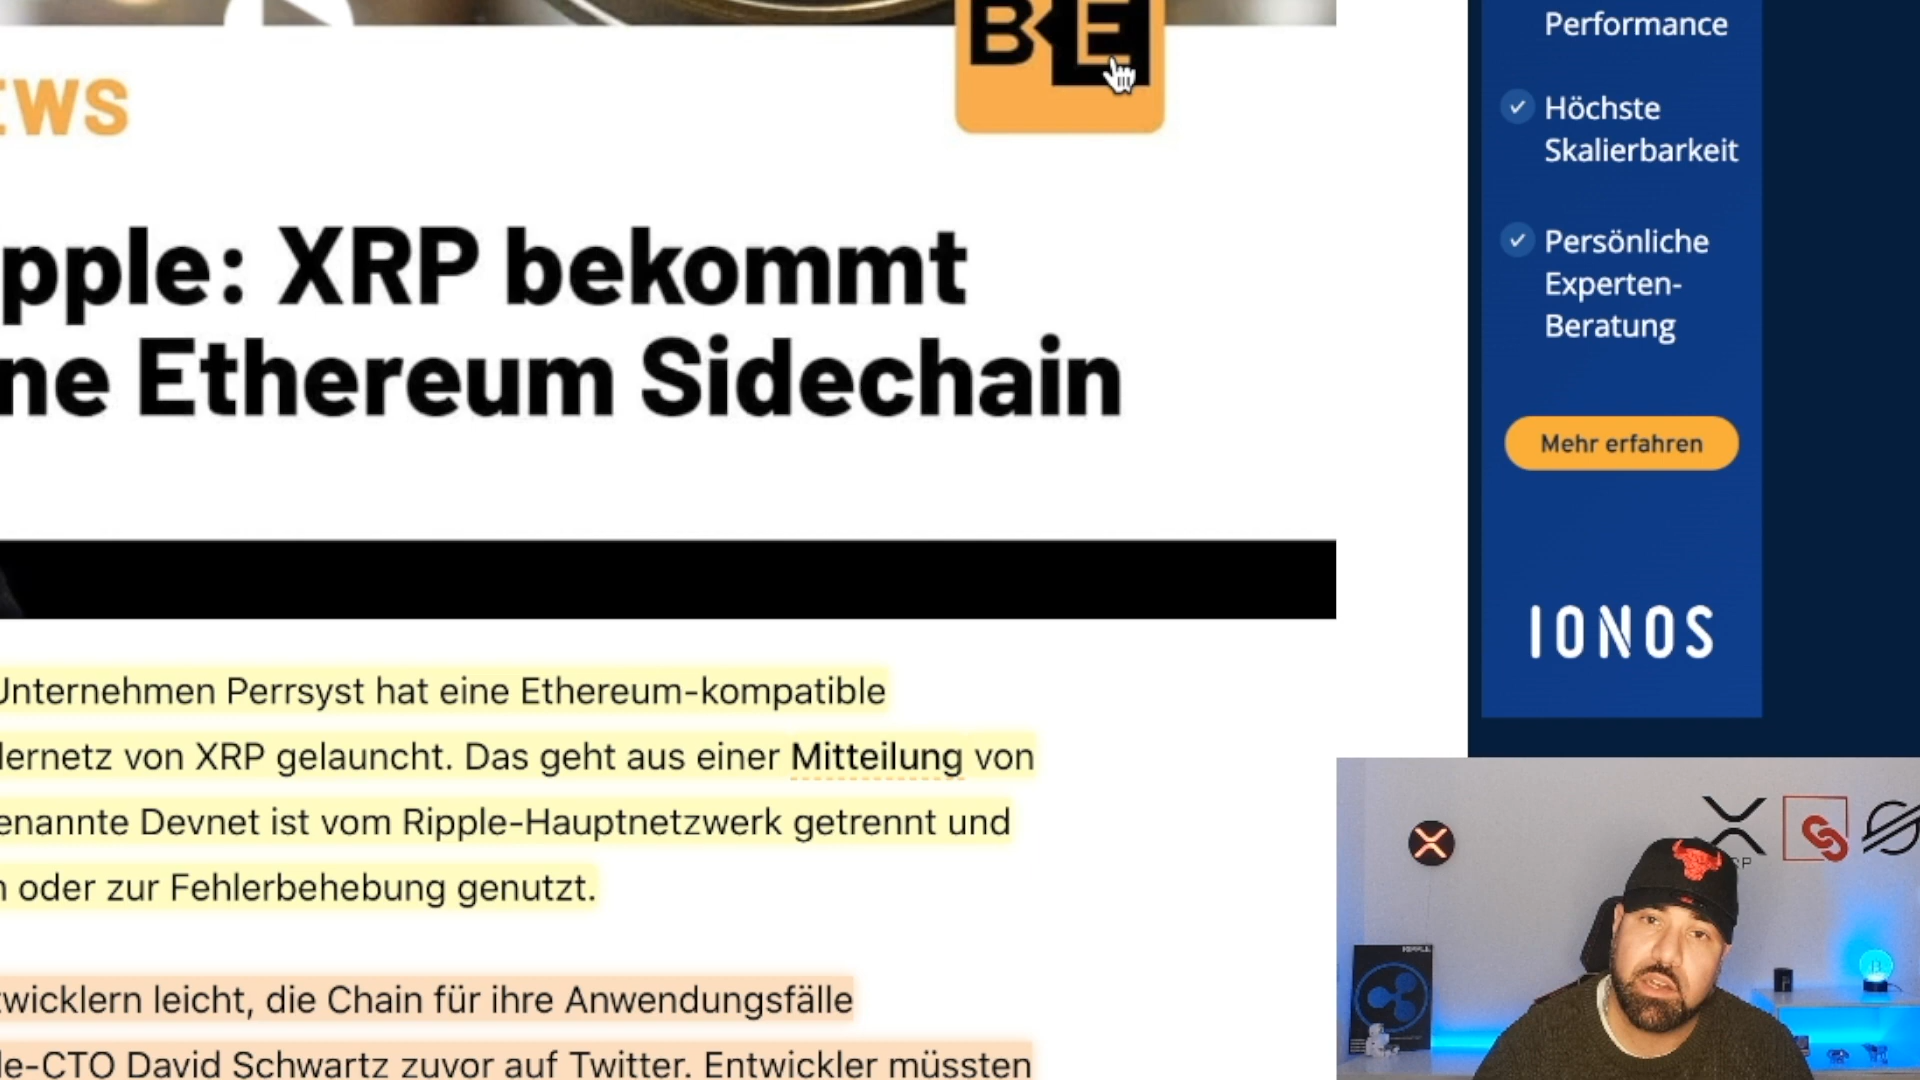 BE
EWS
pple: XRP bekommt
ne Ethereum Sidechain
Unternehmen Perrsyst hat eine Ethereum-kompatible
lernetz von XRP gelauncht. Das geht aus einer Mitteilung von
enannte Devnet ist vom Ripple-Hauptnetzwerk getrennt und
n oder zur Fehlerbehebung genutzt.
twicklern leicht, die Chain für ihre Anwendungsfälle
le-CTO David Schwartz zuvor auf Twitter. Entwickler müssten
Performance
Höchste
Skalierbarkeit
Persönliche
Experten-
Beratung
Mehr erfahren
IONOS
RIPPLE